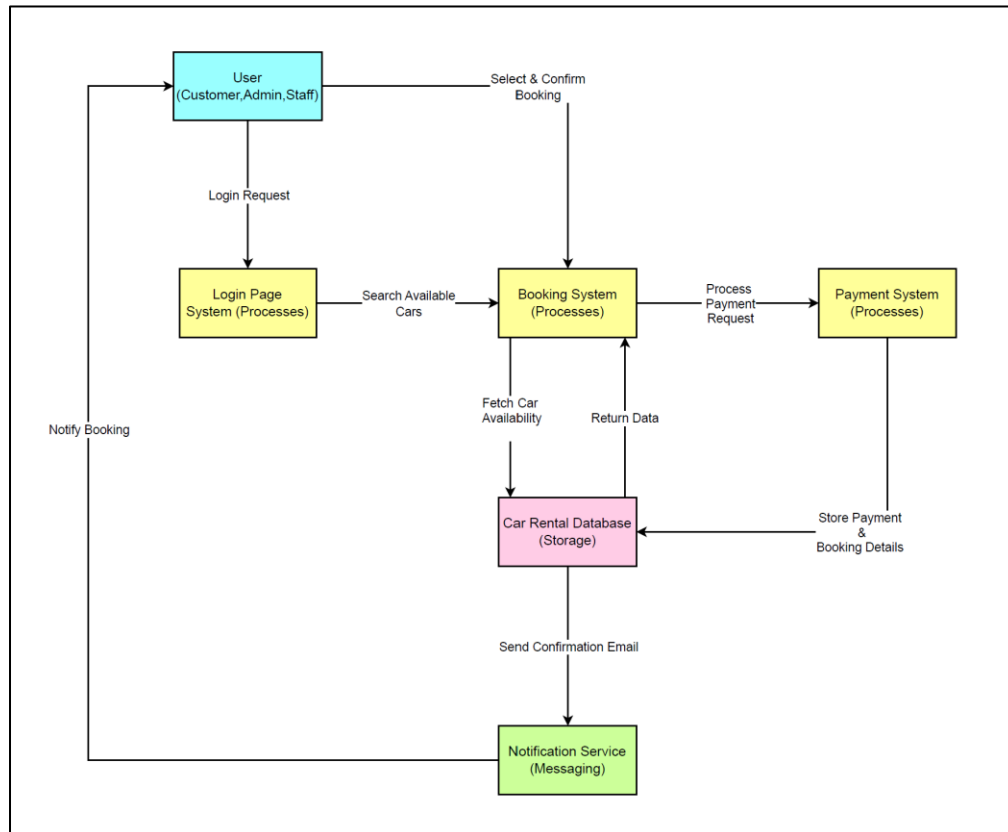 User
(Customer,Admin,Staff)
Select & Confirm
Booking
Login Request
Login Page
System (Processes)
Search Available
Cars
Booking System
(Processes)
Process
Payment
Request
Payment System
(Processes)
Fetch Car
Availability
Return Data
Notify Booking
Car Rental Database
(Storage)
Store Payment
&
Booking Details
Send Confirmation Email
Notification Service
(Messaging)